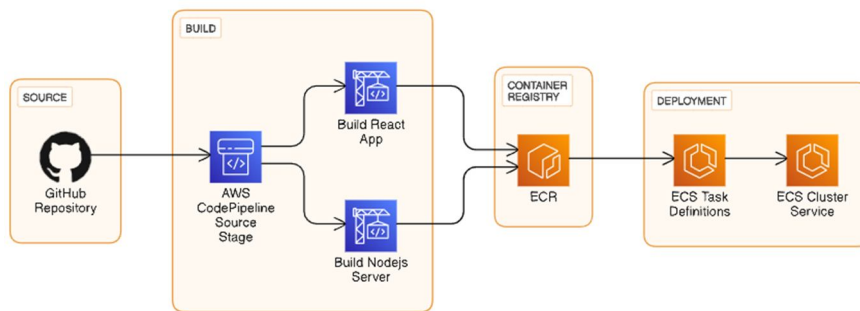 SOURCE
GitHub
Repository
BUILD
AWS
CodePipeline
Source
Stage
Build React
App
Build Nodejs
Server
CONTAINER
REGISTRY
ECR
DEPLOYMENT
ECS Task
Definitions
ECS Cluster
Service